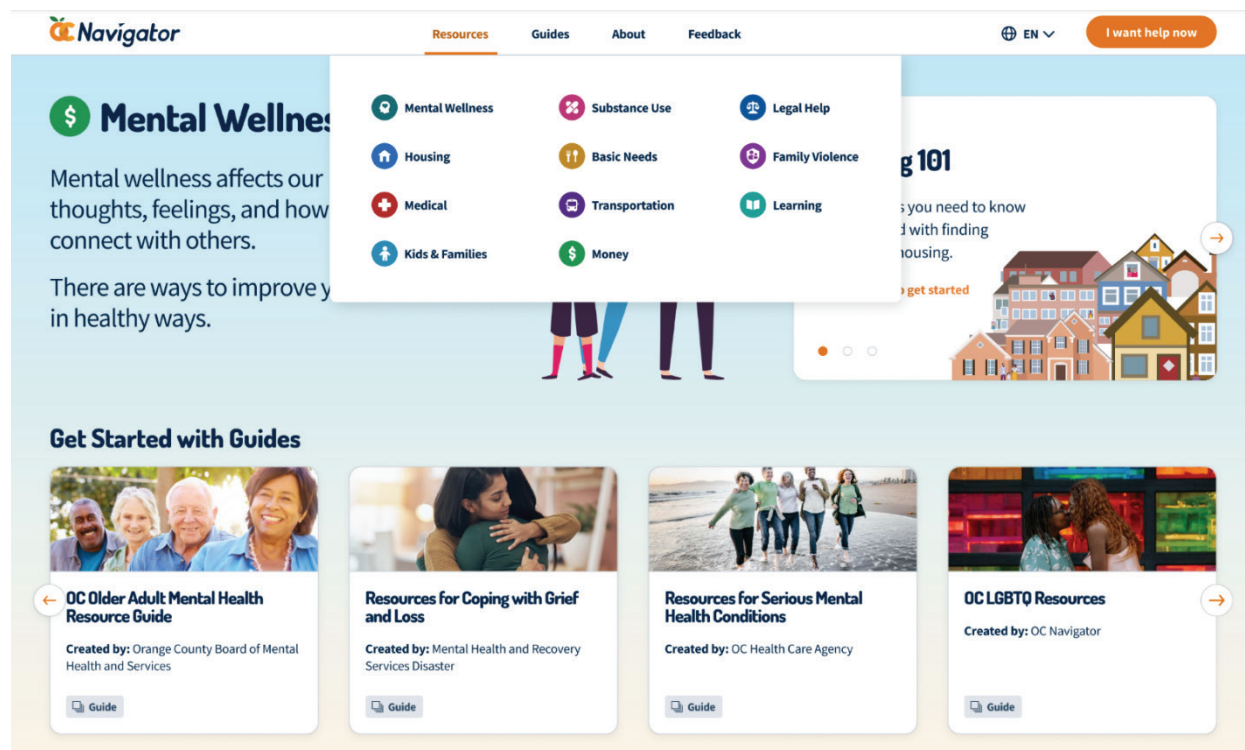 OC Navigator
Resources
Guides
About
Feedback
EN
I want help now
Mental Wellness
Substance Use
Legal Help
Housing
Basic Needs
Family Violence
Medical
Transportation
Learning
Kids & Families
Money
$ Mental Wellnes
Mental wellness affects our
thoughts, feelings, and how
connect with others.
There are ways to improve y
in healthy ways.
g 101
s you need to know
d with finding
housing.
o get started
Get Started with Guides
OC Older Adult Mental Health
Resource Guide
Created by: Orange County Board of Mental
Health and Services
Guide
Resources for Coping with Grief
and Loss
Created by: Mental Health and Recovery
Services Disaster
Guide
Resources for Serious Mental
Health Conditions
Created by: OC Health Care Agency
Guide
OC LGBTQ Resources
Created by: OC Navigator
Guide